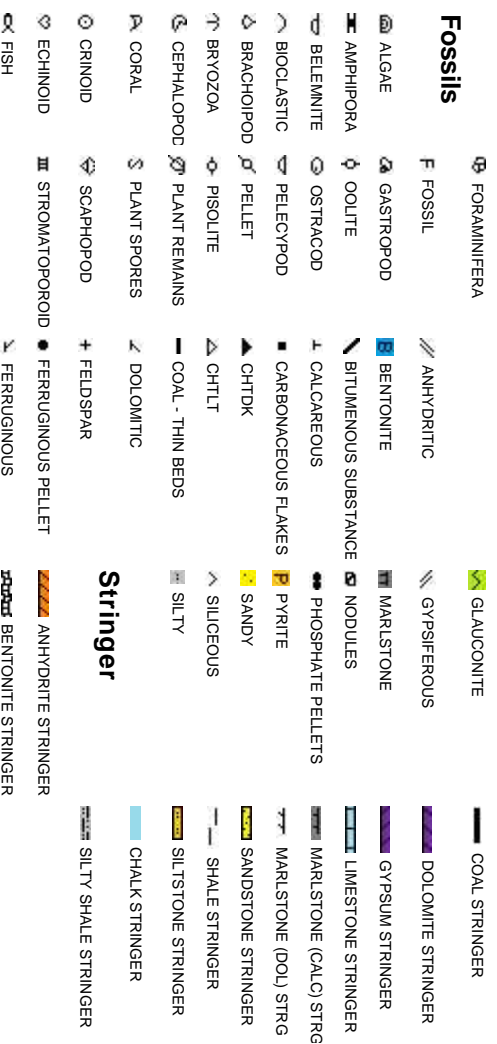 Fossils
ALGAE
AMPHIPORA
BELEMNITE
BIOCLASTIC
BRACHOIPOD
BRYOZOA
CEPHALOPOD
CORAL
CRINOID
ECHINOID
FISH
FORAMINIFERA
F FOSSIL
GASTROPOD
OOLITE
OSTRACOD
PELECYPOD
PELLET
PISOLITE
PLANT REMAINS
PLANT SPORES
SCAPHOPOD
STROMATOPOROID
ANHYDRITIC
B BENTONITE
BITUMENOUS SUBSTANCE
CALCAREOUS
CARBONACEOUS FLAKES
CHTDK
CHTLT
COAL - THIN BEDS
DOLOMITIC
FELDSPAR
FERRUGINOUS PELLET
FERRUGINOUS
GLAUCONITE
GYPSIFEROUS
MARLSTONE
NODULES
PHOSPHATE PELLETS
P PYRITE
SANDY
SILICEOUS
SILTY
Stringer
ANHYDRITE STRINGER
BENTONITE STRINGER
COAL STRINGER
DOLOMITE STRINGER
GYPSUM STRINGER
LIMESTONE STRINGER
MARLSTONE (CALC) STRG
MARLSTONE (DOL) STRG
SANDSTONE STRINGER
SHALE STRINGER
SILTSTONE STRINGER
CHALK STRINGER
SILTY SHALE STRINGER